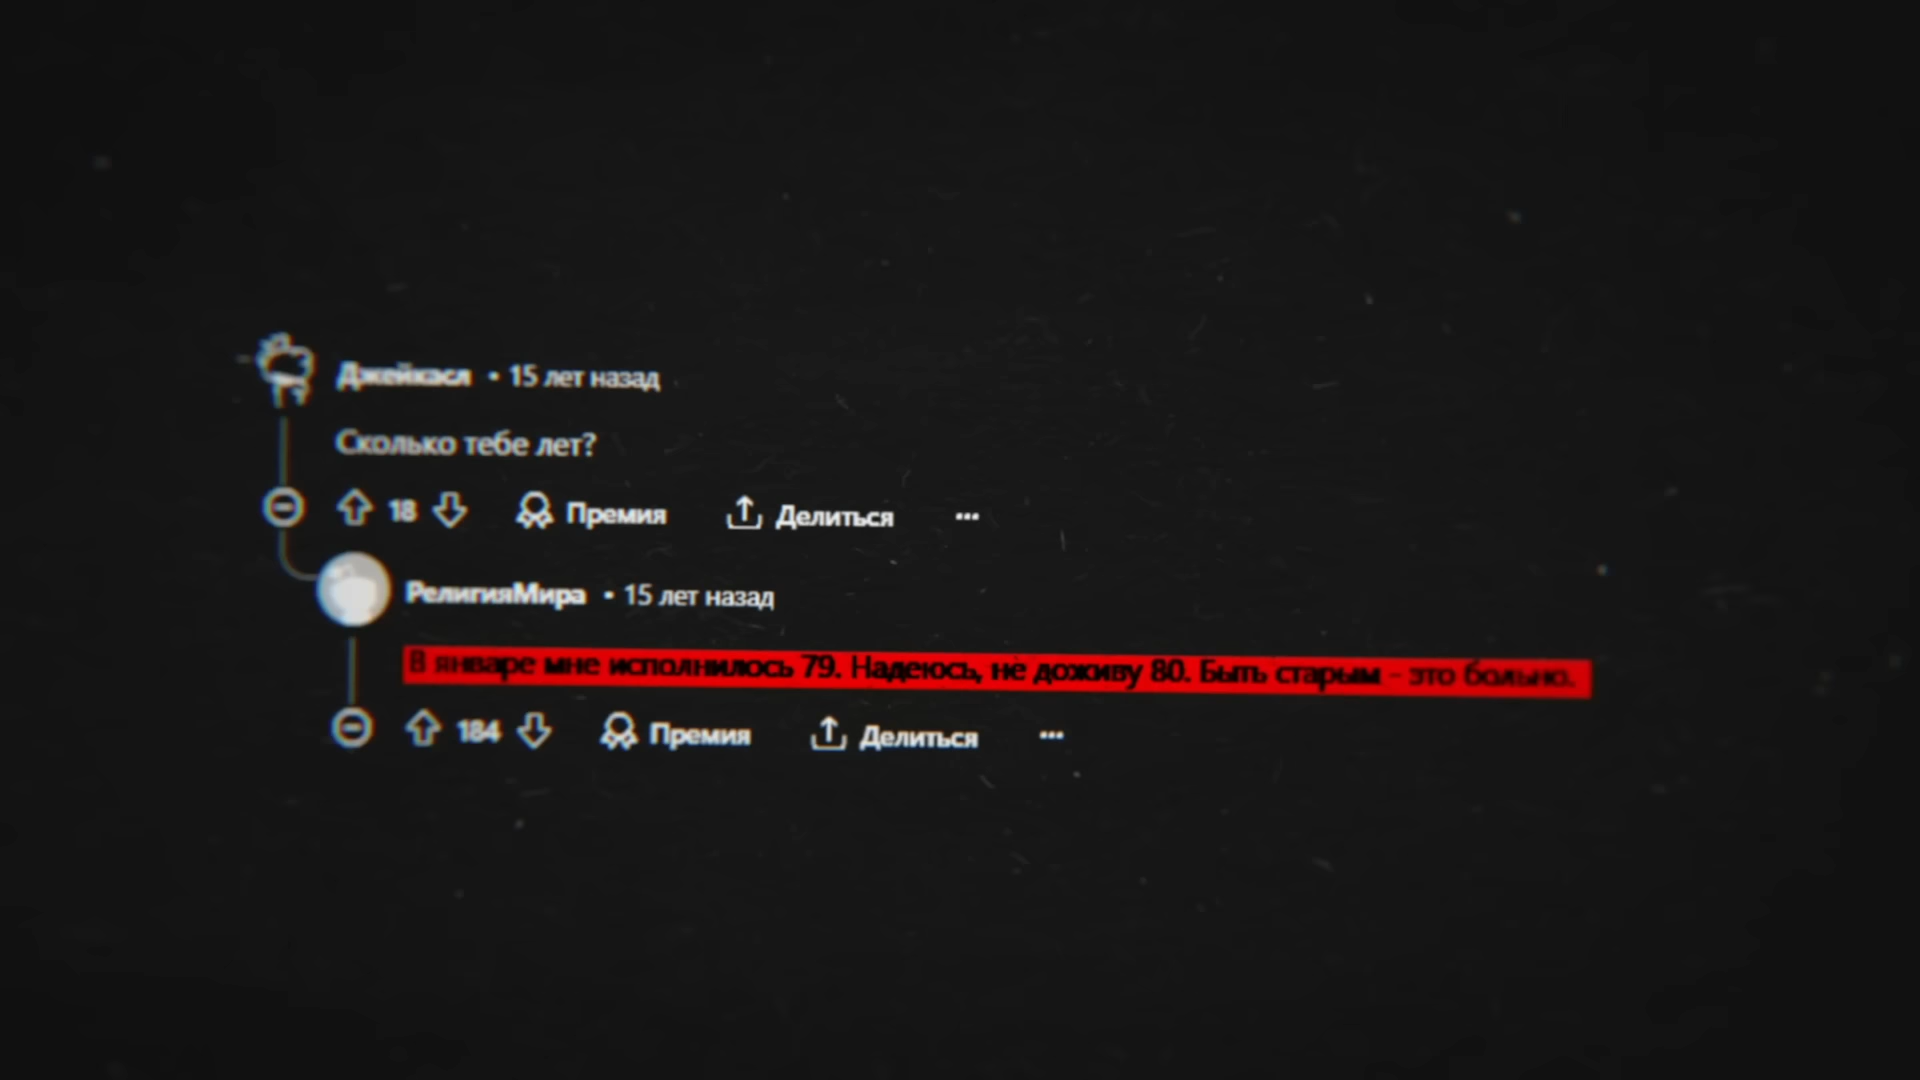 Джейкасл • 15 лет назад
Сколько тебе лет?
18 Премия Делиться ...
РелигияМира • 15 лет назад
В январе мне исполнилось 79. Надеюсь, не доживу 80. Быть старым - это больно.
184 Премия Делиться ...